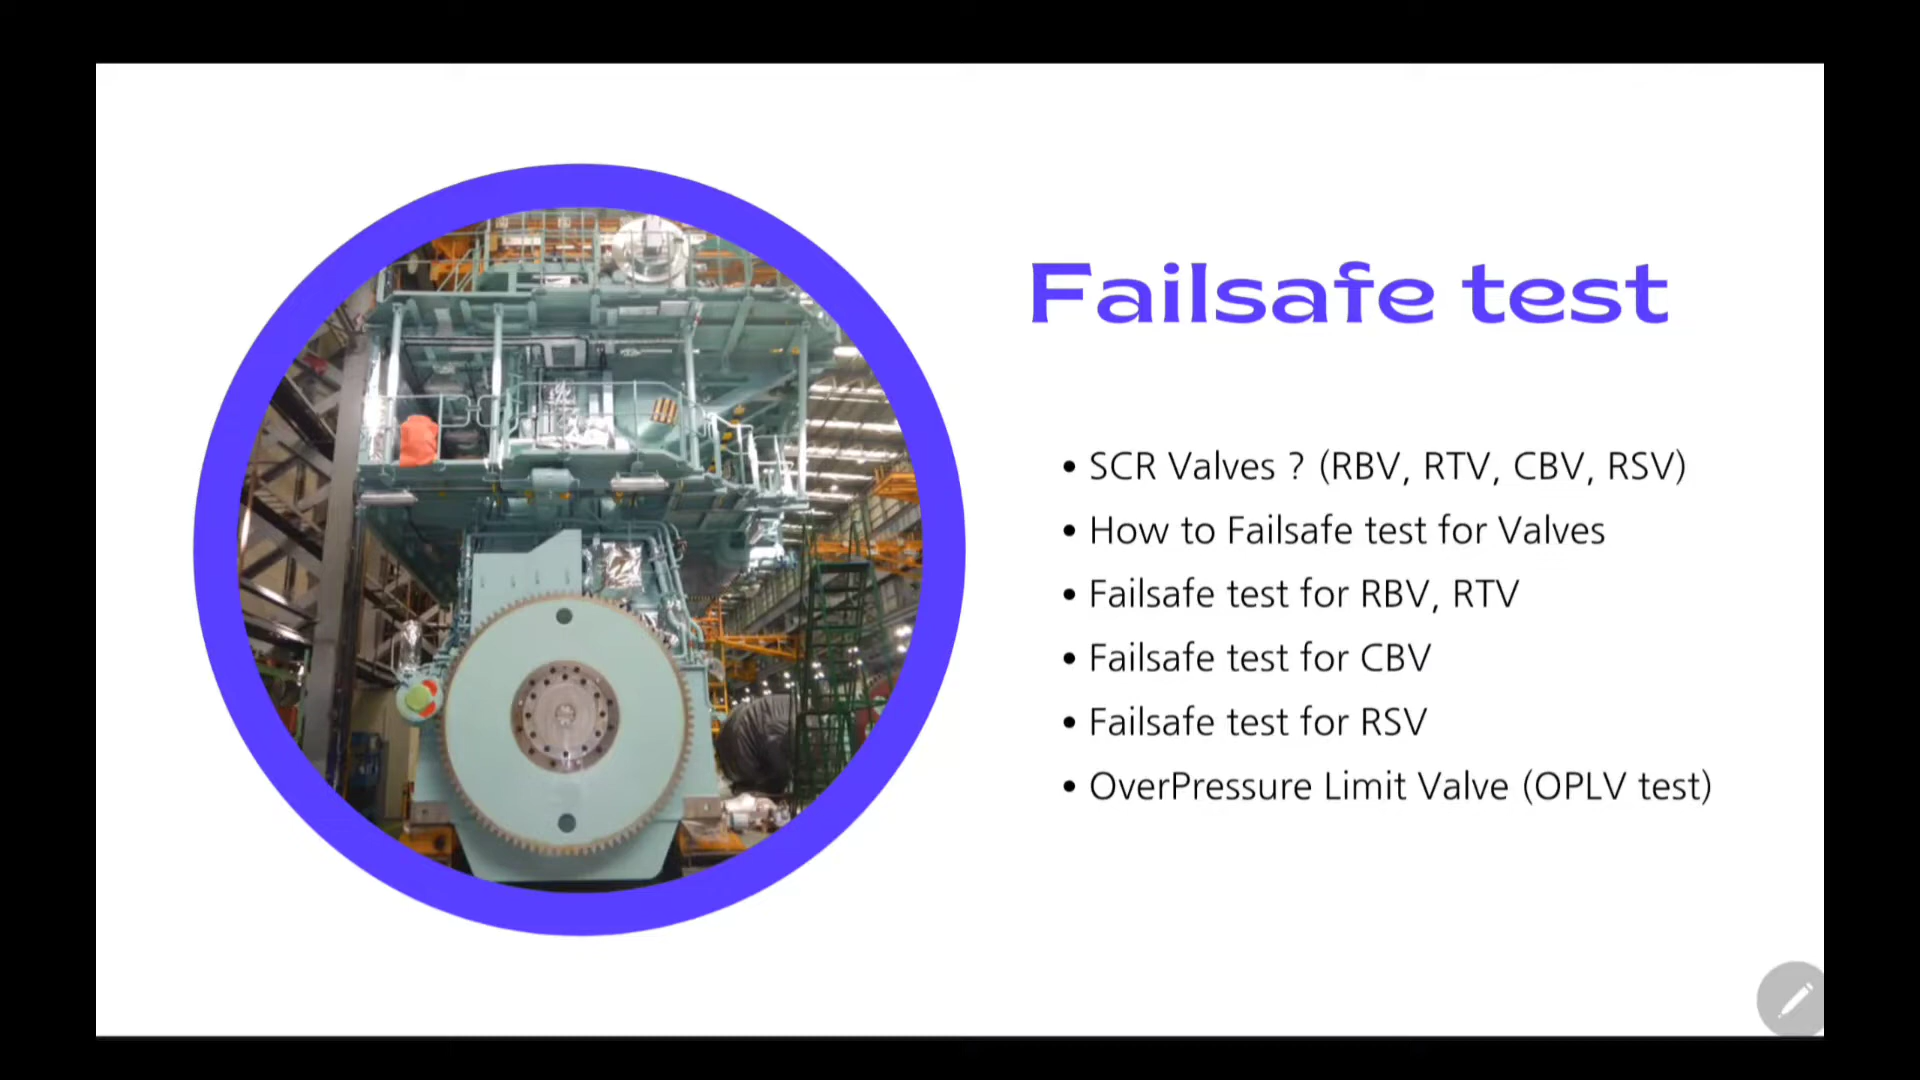 Failsafe test
• SCR Valves ? (RBV, RTV, CBV, RSV)
• How to Failsafe test for Valves
• Failsafe test for RBV, RTV
• Failsafe test for CBV
• Failsafe test for RSV
• OverPressure Limit Valve (OPLV test)